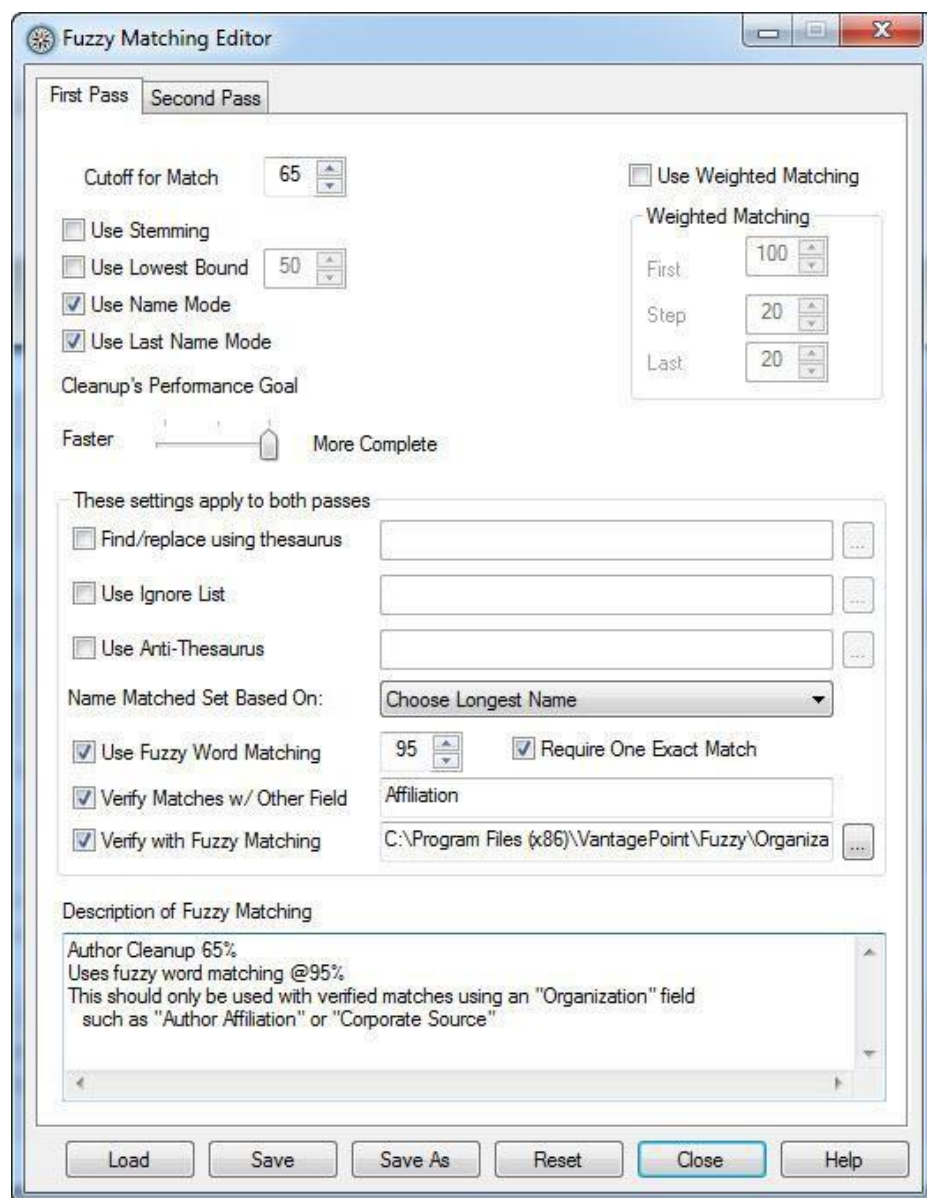 Fuzzy Matching Editor
First Pass
Second Pass
Cutoff for Match 65
Use Weighted Matching
Use Stemming
Weighted Matching
Use Lowest Bound 50
First 100
Use Name Mode
Step 20
Use Last Name Mode
Last 20
Cleanup's Performance Goal
Faster
More Complete
These settings apply to both passes
Find/replace using thesaurus ...
Use Ignore List ...
Use Anti-Thesaurus ...
Name Matched Set Based On: Choose Longest Name
Use Fuzzy Word Matching 95 Require One Exact Match
Verify Matches w/ Other Field Affiliation
Verify with Fuzzy Matching C:\Program Files (x86)\VantagePoint\Fuzzy\Organiza ...
Description of Fuzzy Matching
Author Cleanup 65%
Uses fuzzy word matching @95%
This should only be used with verified matches using an "Organization" field
such as "Author Affiliation" or "Corporate Source"
Load Save Save As Reset Close Help